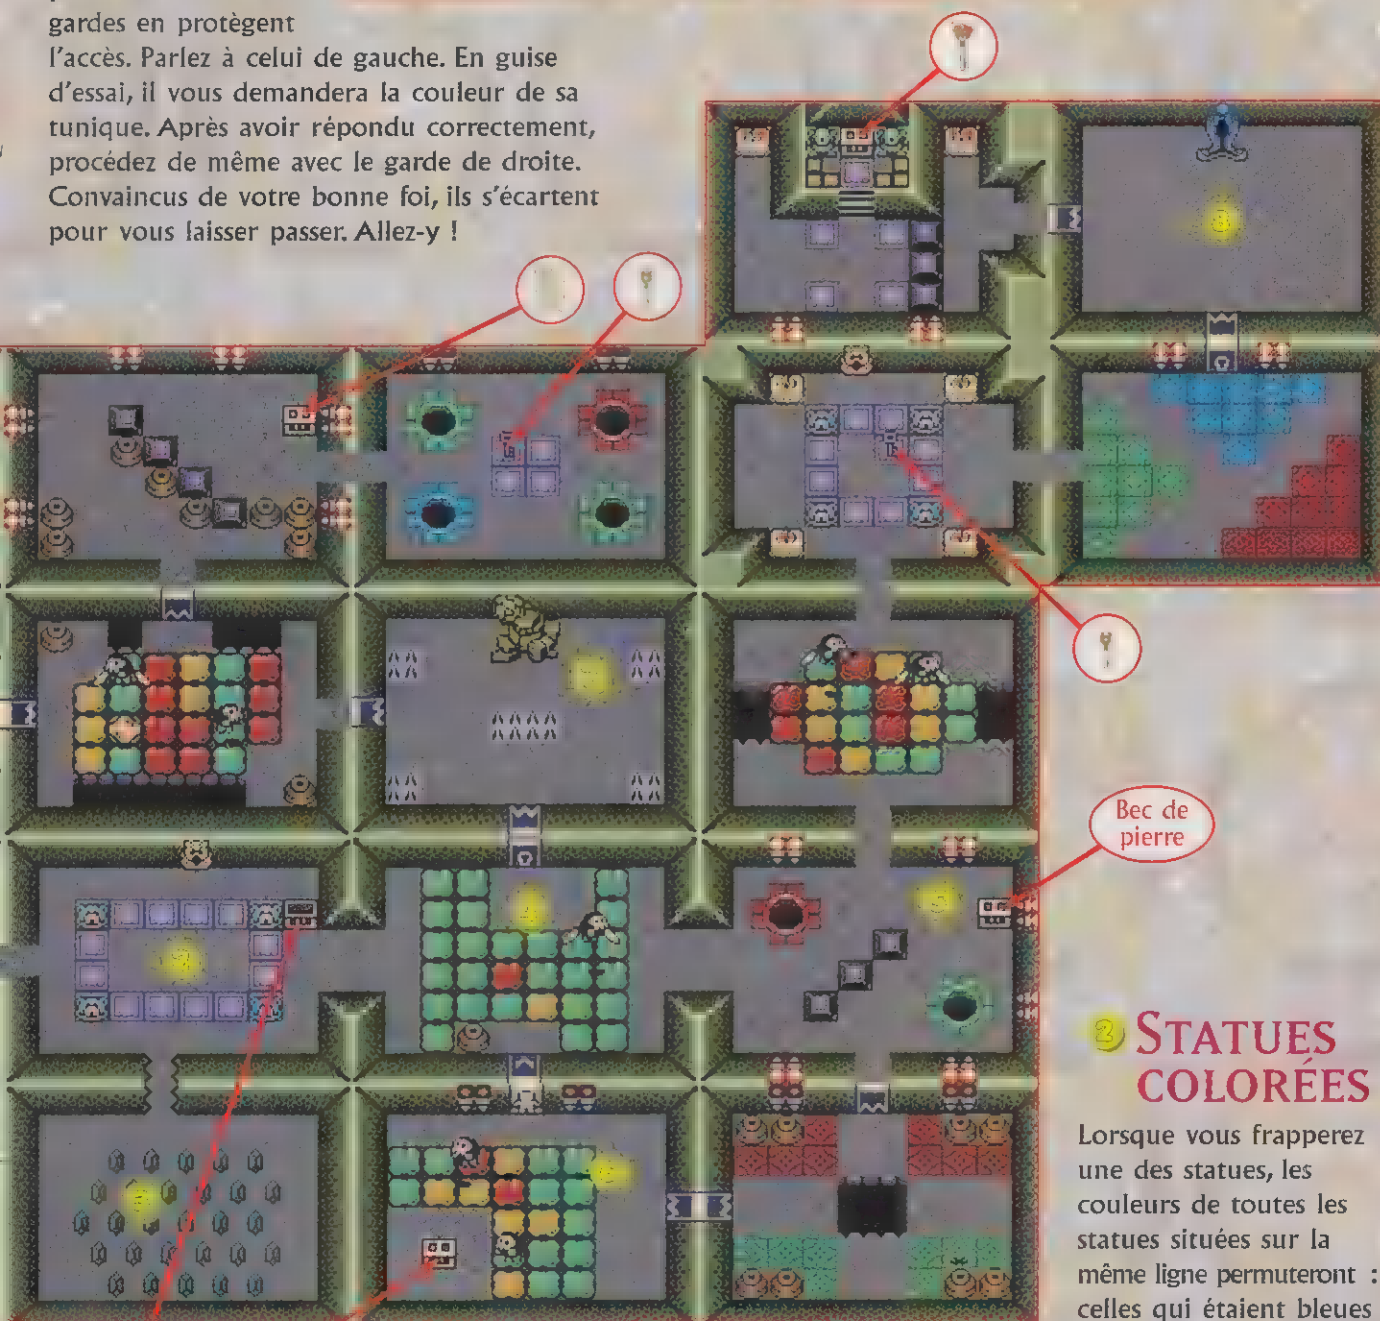 gardes en protègent
l'accès. Parlez à celui de gauche. En guise
d'essai, il vous demandera la couleur de sa
tunique. Après avoir répondu correctement,
procédez de même avec le garde de droite.
Convaincus de votre bonne foi, ils s'écartent
pour vous laisser passer. Allez-y !
Bec de
pierre
2 STATUES
COLORÉES
Lorsque vous frapperez
une des statues, les
couleurs de toutes les
statues situées sur la
même ligne permuteront :
celles qui étaient bleues